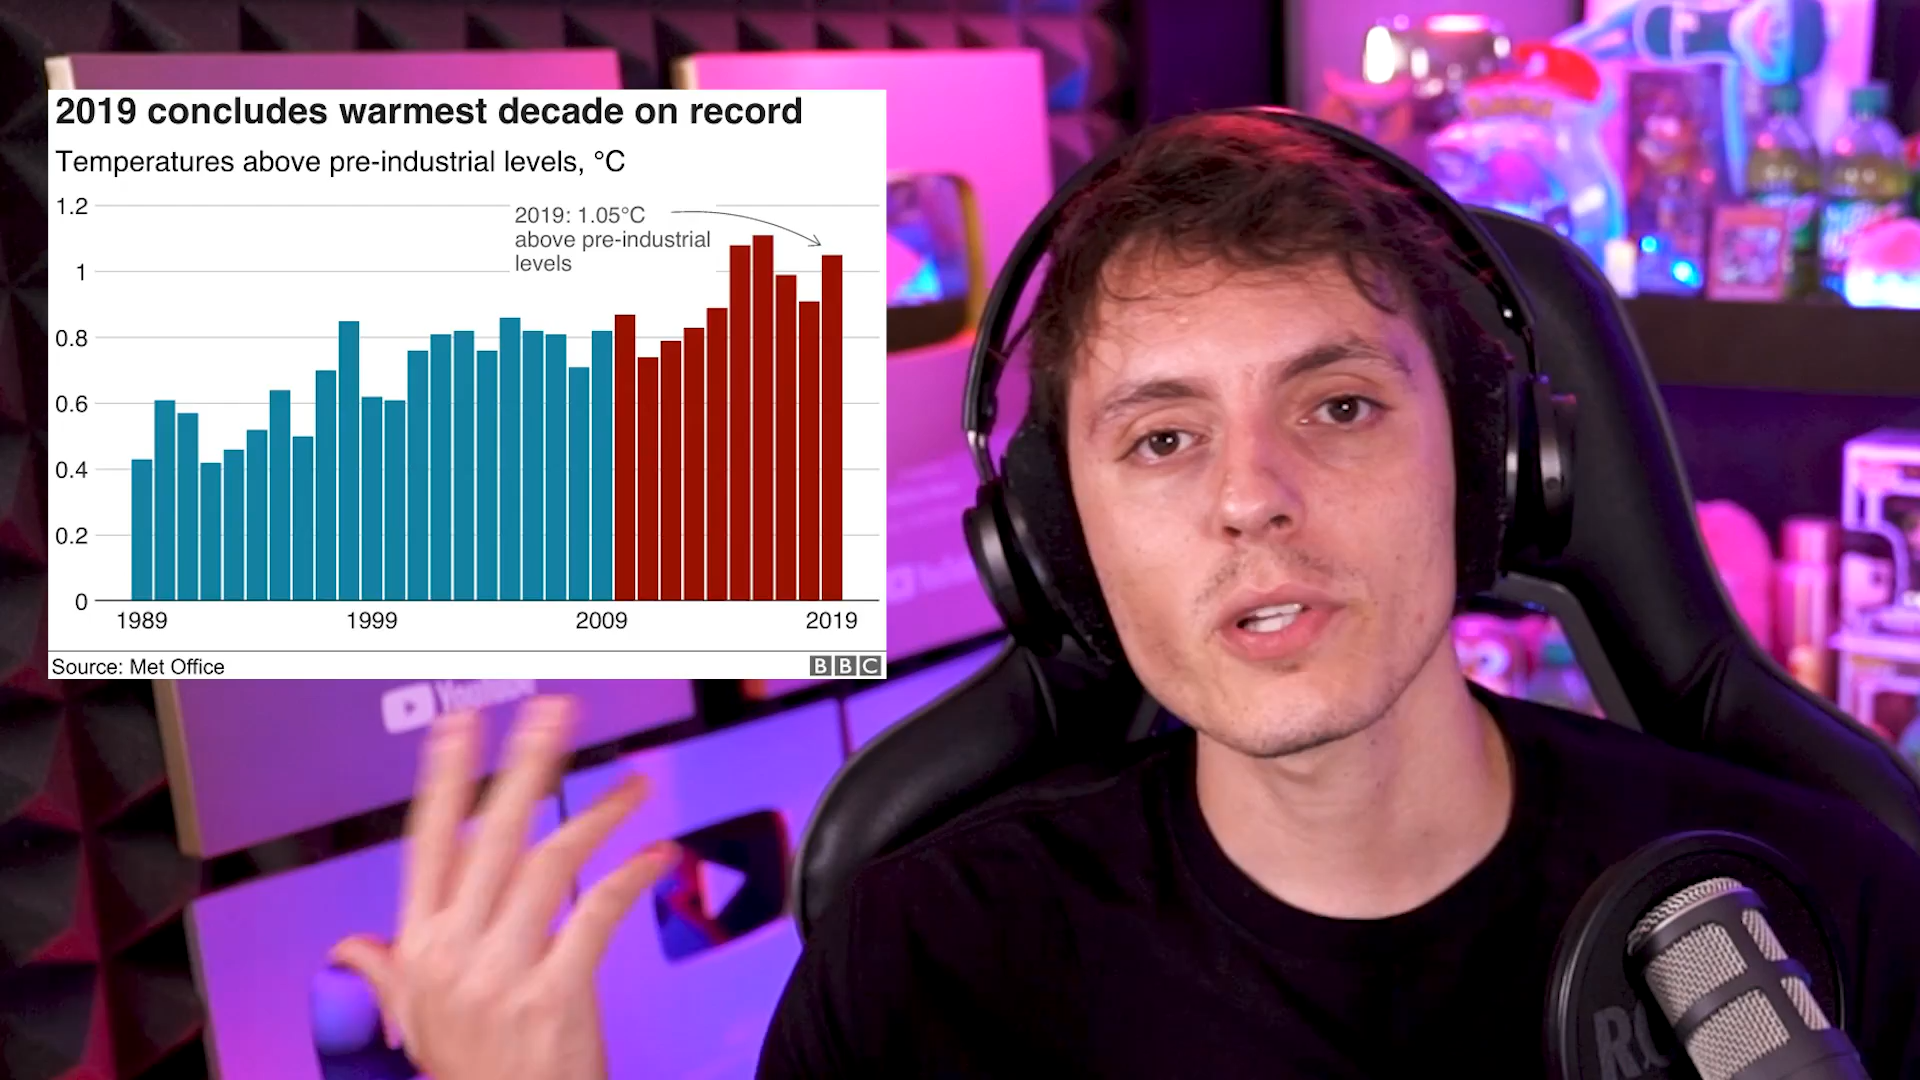 2019 concludes warmest decade on record
Temperatures above pre-industrial levels, °C
1.2
2019: 1.05°C
above pre-industrial
levels
1
0.8
0.6
0.4
0.2
0
1989 1999 2009 2019
Source: Met Office
BBC
YouTube